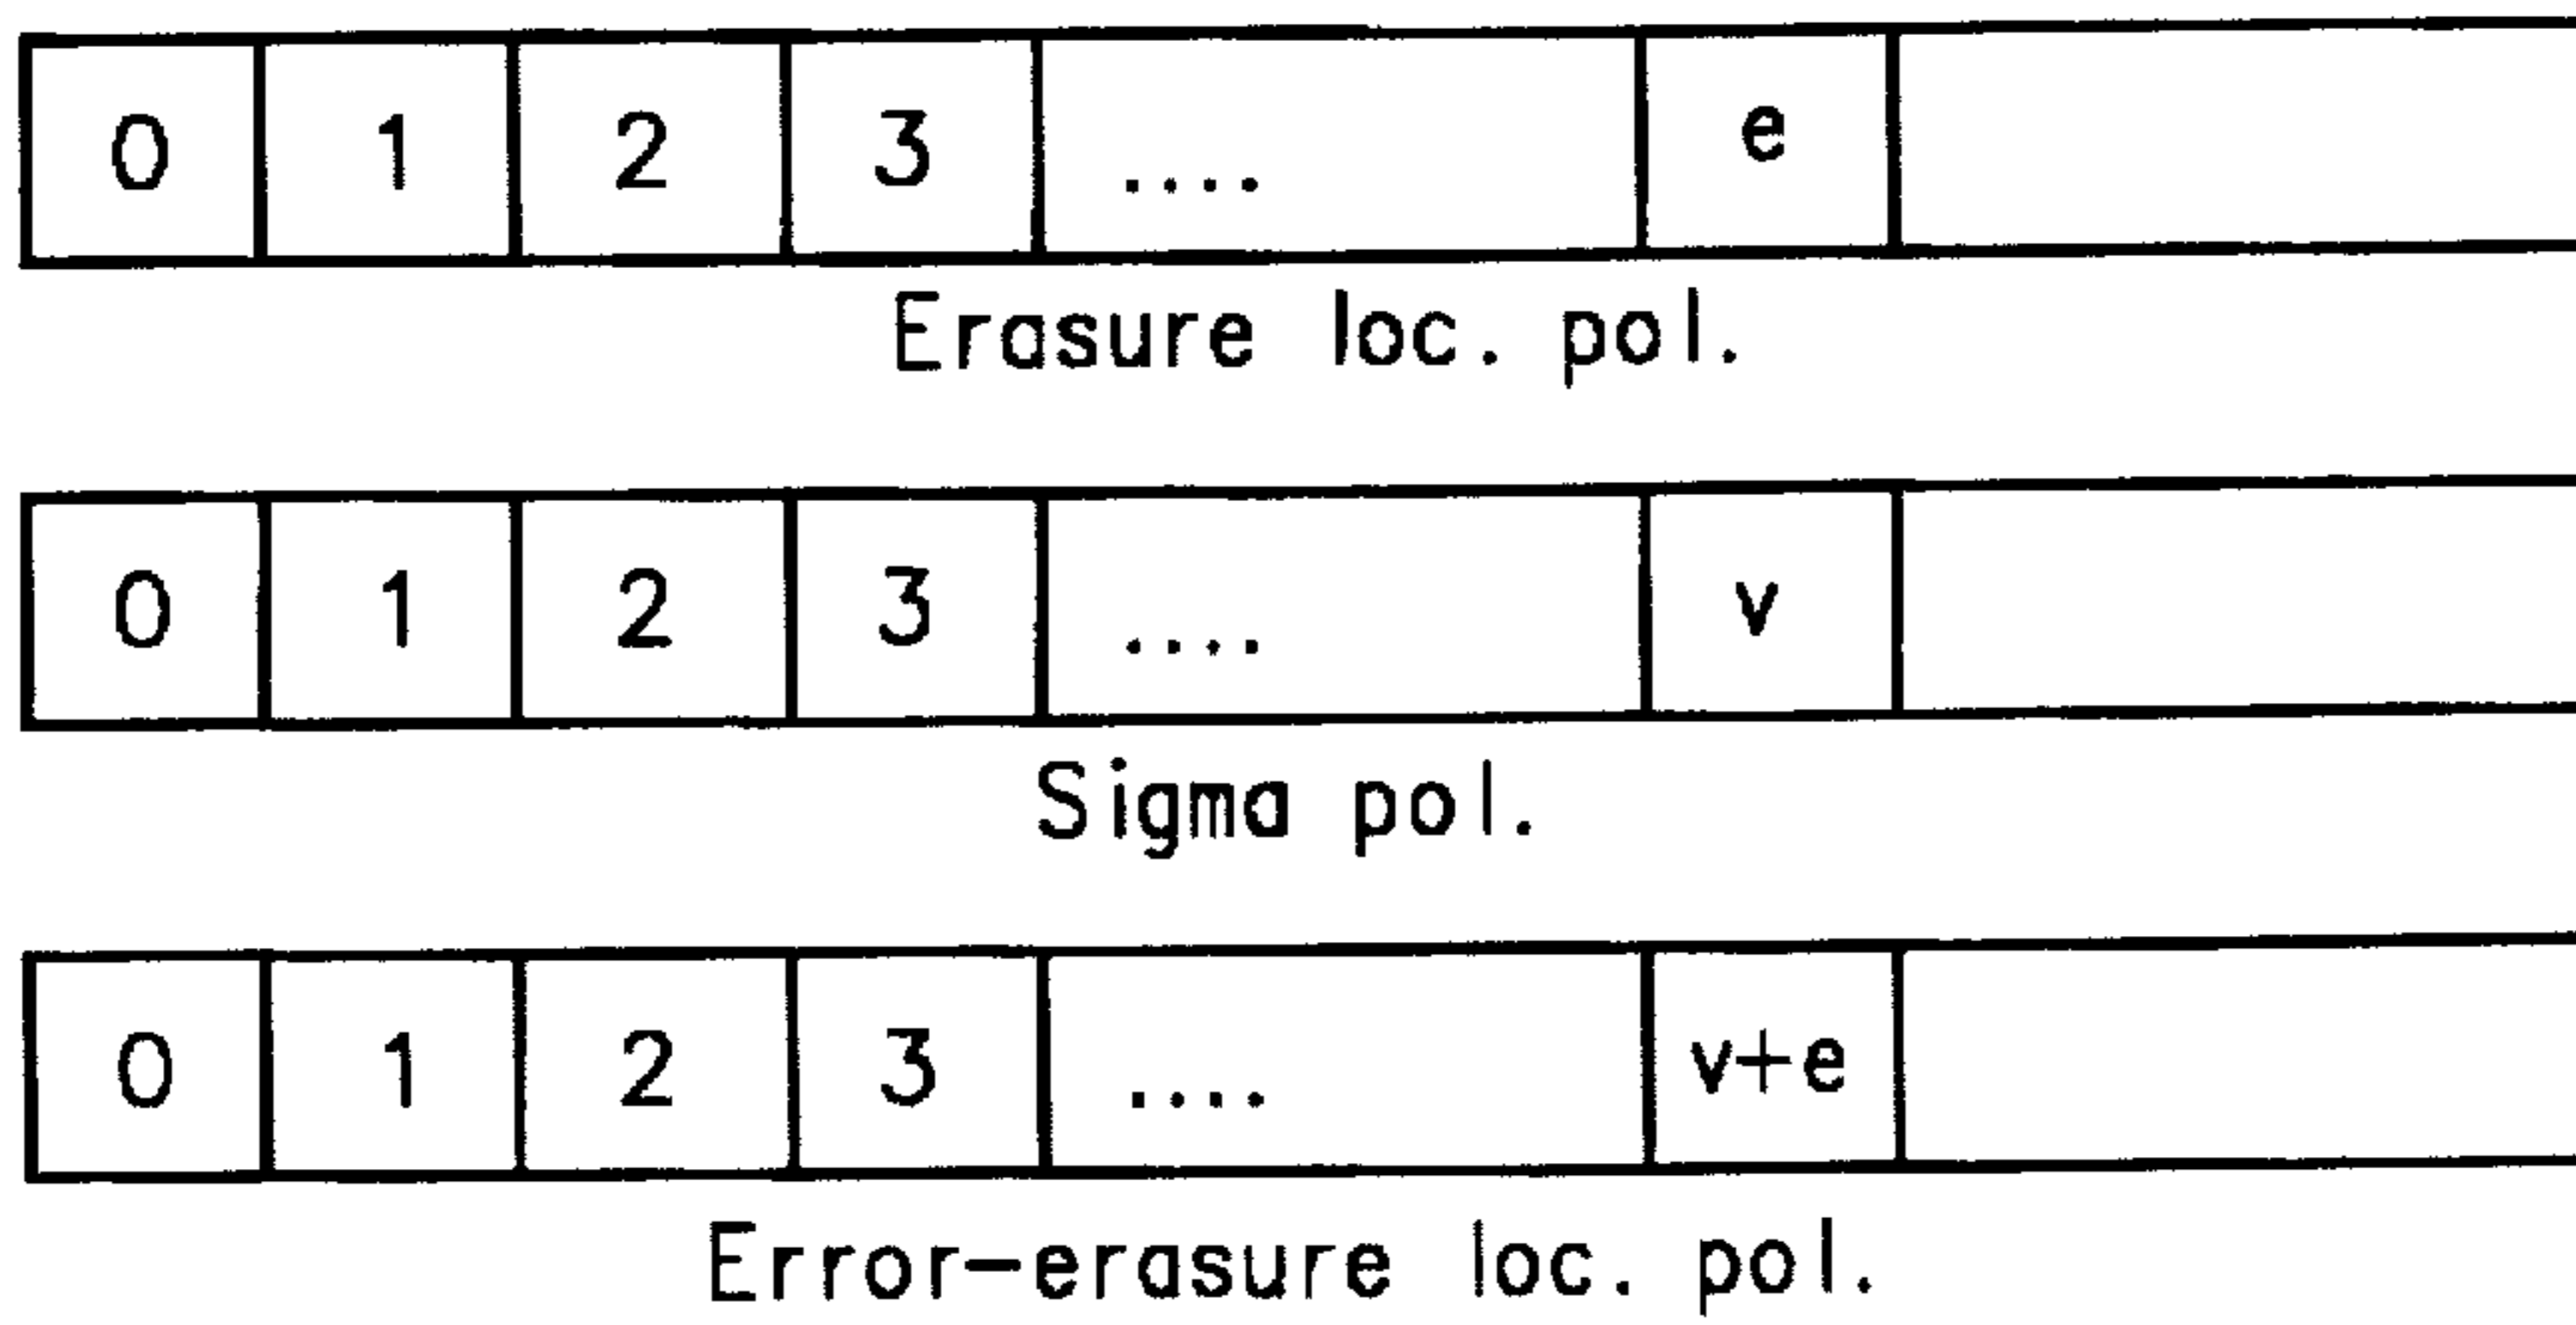 0 1 2 3 .... e
Erasure loc. pol.
0 1 2 3 .... v
Sigma pol.
0 1 2 3 .... v+e
Error-erasure loc. pol.